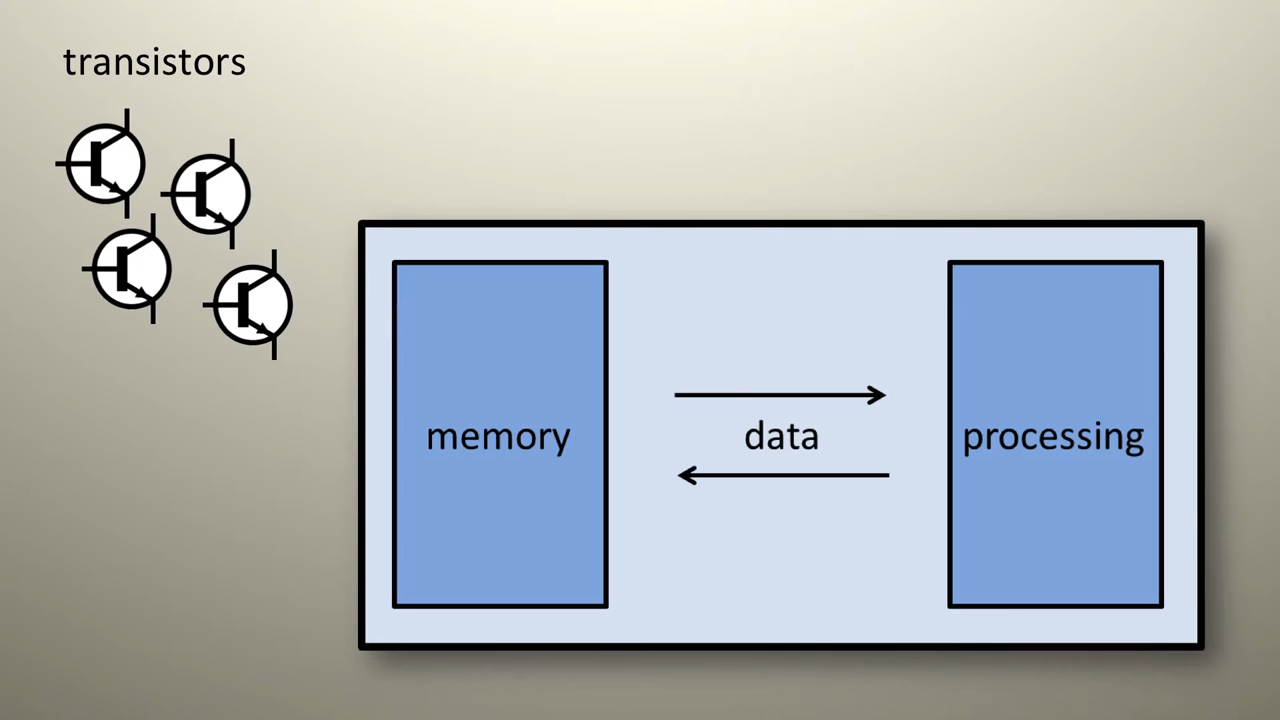 transistors
memory
data
processing